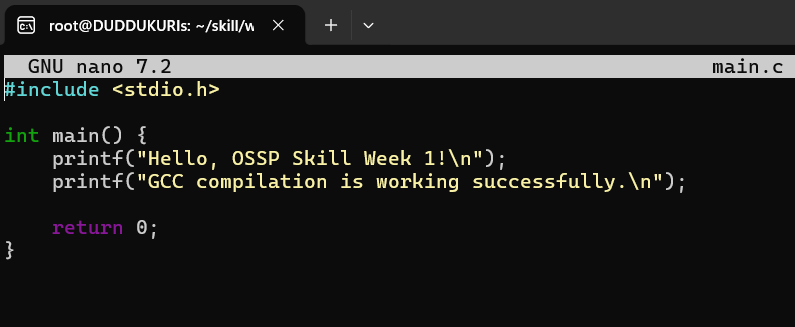 root@DUDDUKURIs: ~/skill/w
GNU nano 7.2 main.c
#include <stdio.h>
int main() {
    printf("Hello, OSSP Skill Week 1!\n");
    printf("GCC compilation is working successfully.\n");
    return 0;
}